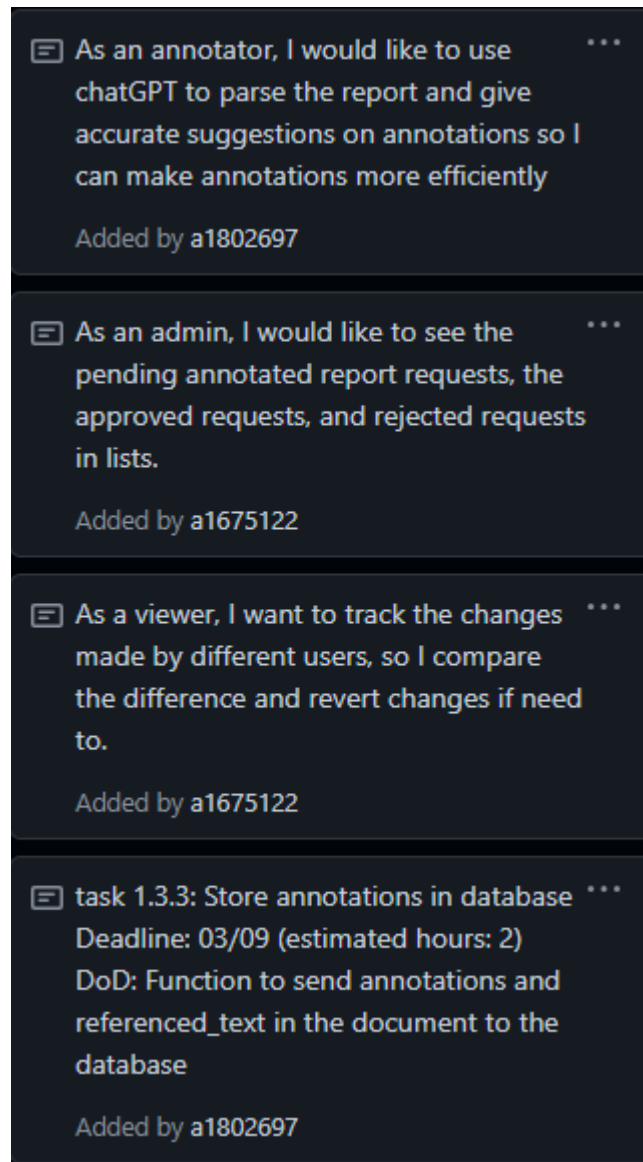 As an annotator, I would like to use
chatGPT to parse the report and give
accurate suggestions on annotations so I
can make annotations more efficiently
Added by a1802697
As an admin, I would like to see the
pending annotated report requests, the
approved requests, and rejected requests
in lists.
Added by a1675122
As a viewer, I want to track the changes
made by different users, so I compare
the difference and revert changes if need
to.
Added by a1675122
task 1.3.3: Store annotations in database
Deadline: 03/09 (estimated hours: 2)
DoD: Function to send annotations and
referenced_text in the document to the
database
Added by a1802697